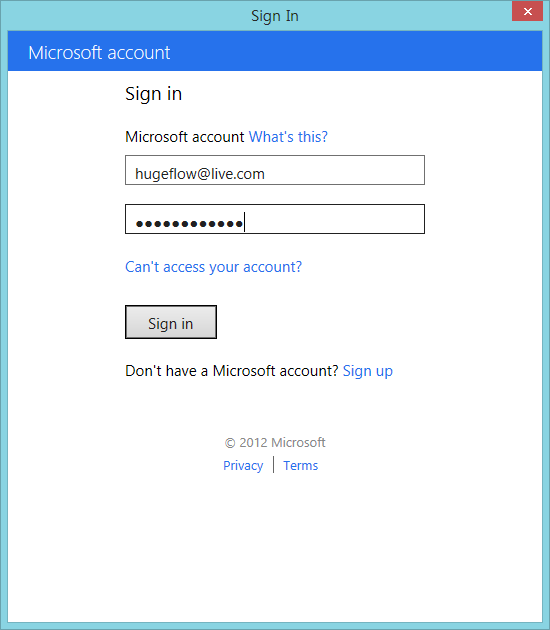 Sign In
Microsoft account
Sign in
Microsoft account What's this?
hugeflow@live.com
●●●●●●●●●●●●
Can't access your account?
Sign in
Don't have a Microsoft account? Sign up
© 2012 Microsoft
Privacy | Terms